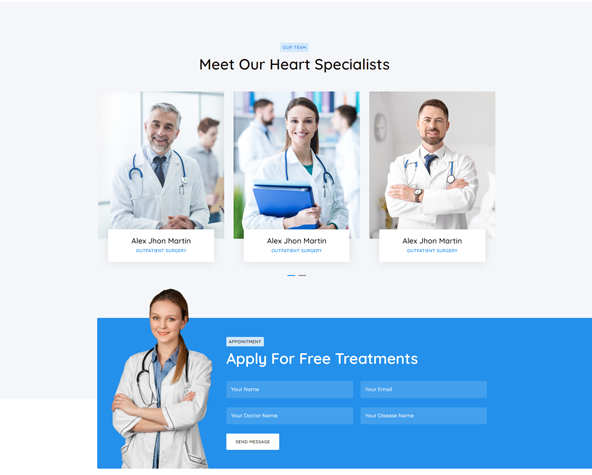 OUR TEAM
Meet Our Heart Specialists
Alex Jhon Martin
OUTPATIENT SURGERY
Alex Jhon Martin
OUTPATIENT SURGERY
Alex Jhon Martin
OUTPATIENT SURGERY
APPOINTMENT
Apply For Free Treatments
Your Name
Your Email
Your Doctor Name
Your Disease Name
SEND MESSAGE